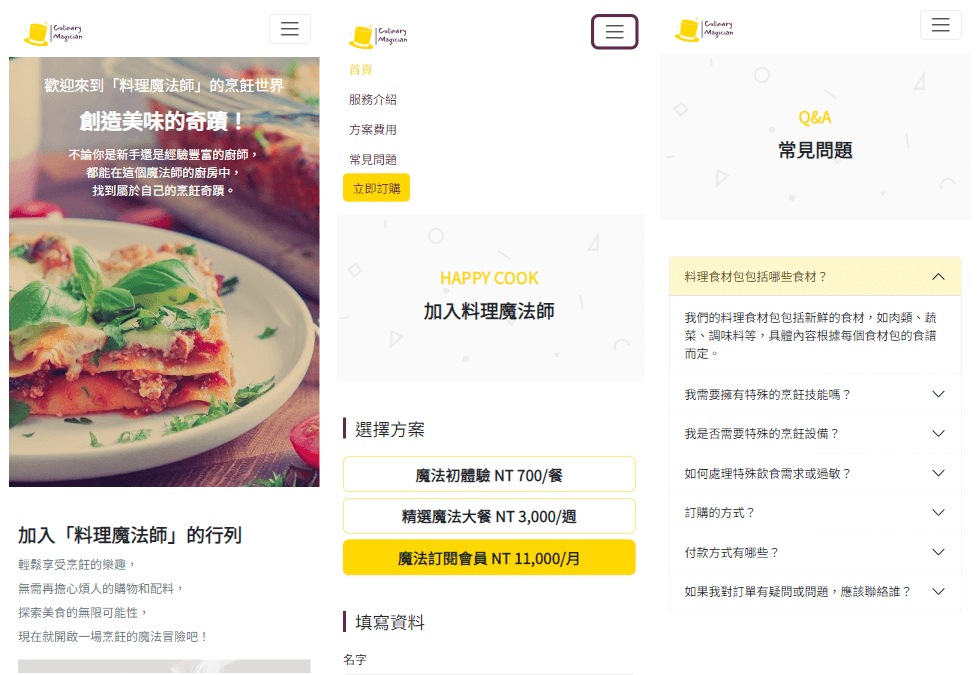 Culinary
Magician
歡迎來到「料理魔法師」的烹飪世界
創造美味的奇蹟！
不論你是新手還是經驗豐富的廚師，
都能在這個魔法師的廚房中，
找到屬於自己的烹飪奇蹟。
加入「料理魔法師」的行列
輕鬆享受烹飪的樂趣，
無需再擔心煩人的購物和配料，
探索美食的無限可能性，
現在就開啟一場烹飪的魔法冒險吧！
Culinary
Magician
首頁
服務介紹
方案費用
常見問題
立即訂購
HAPPY COOK
加入料理魔法師
選擇方案
魔法初體驗 NT 700/餐
精選魔法大餐 NT 3,000/週
魔法訂閱會員 NT 11,000/月
填寫資料
名字
Culinary
Magician
Q&A
常見問題
料理食材包包括哪些食材？
我們的料理食材包包括新鮮的食材，如肉類、蔬
菜、調味料等，具體內容根據每個食材包的食譜
而定。
我需要擁有特殊的烹飪技能嗎？
我是否需要特殊的烹飪設備？
如何處理特殊飲食需求或過敏？
訂購的方式？
付款方式有哪些？
如果我對訂單有疑問或問題，應該聯絡誰？